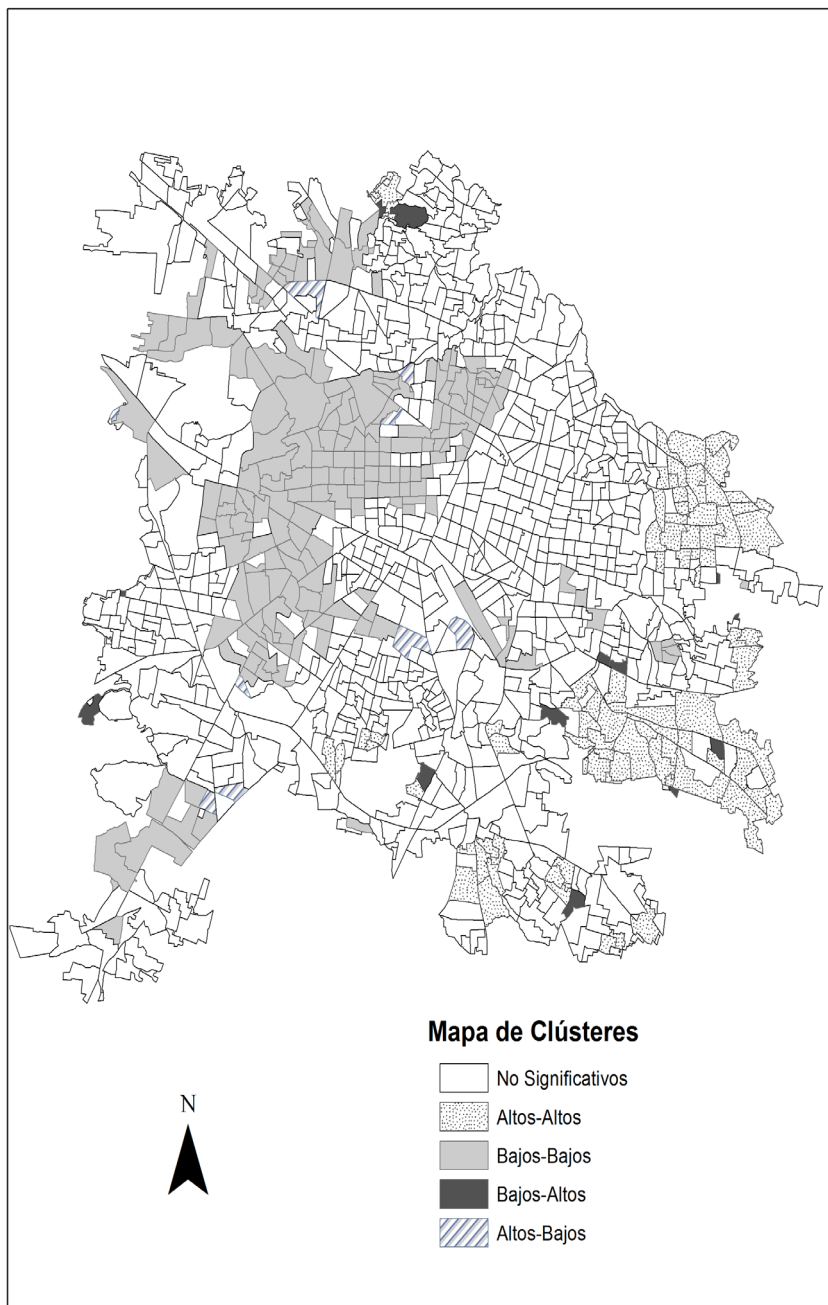 Mapa de Clústeres
No Significativos
Altos-Altos
Bajos-Bajos
Bajos-Altos
Altos-Bajos
N